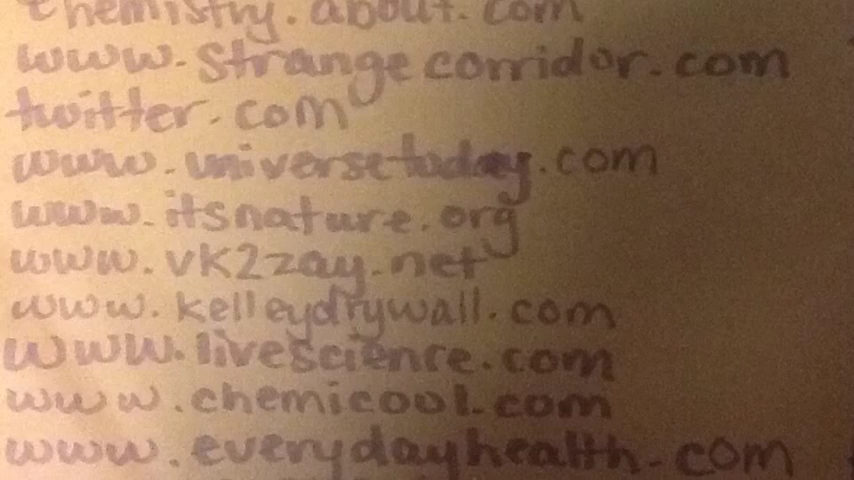 chemistry.about.com
www.strangecorridor.com
twitter.com
www.universetoday.com
www.itsnature.org
www.vk2zay.net
www.kelleydrywall.com
www.livescience.com
www.chemicool.com
www.everydayhealth.com